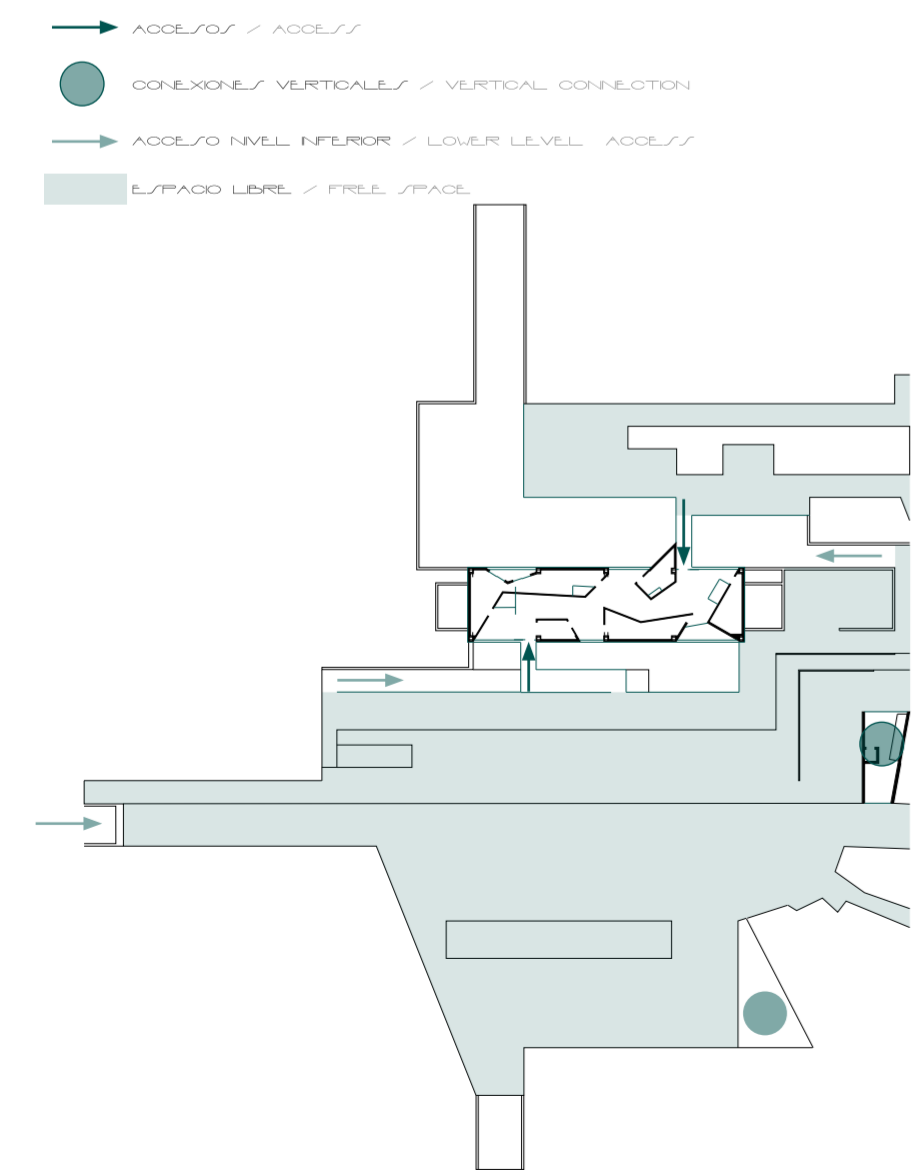 ACCESOS / ACCESS
CONEXIONES VERTICALES / VERTICAL CONNECTION
ACCESO NIVEL INFERIOR / LOWER LEVEL ACCESS
ESPACIO LIBRE / FREE SPACE